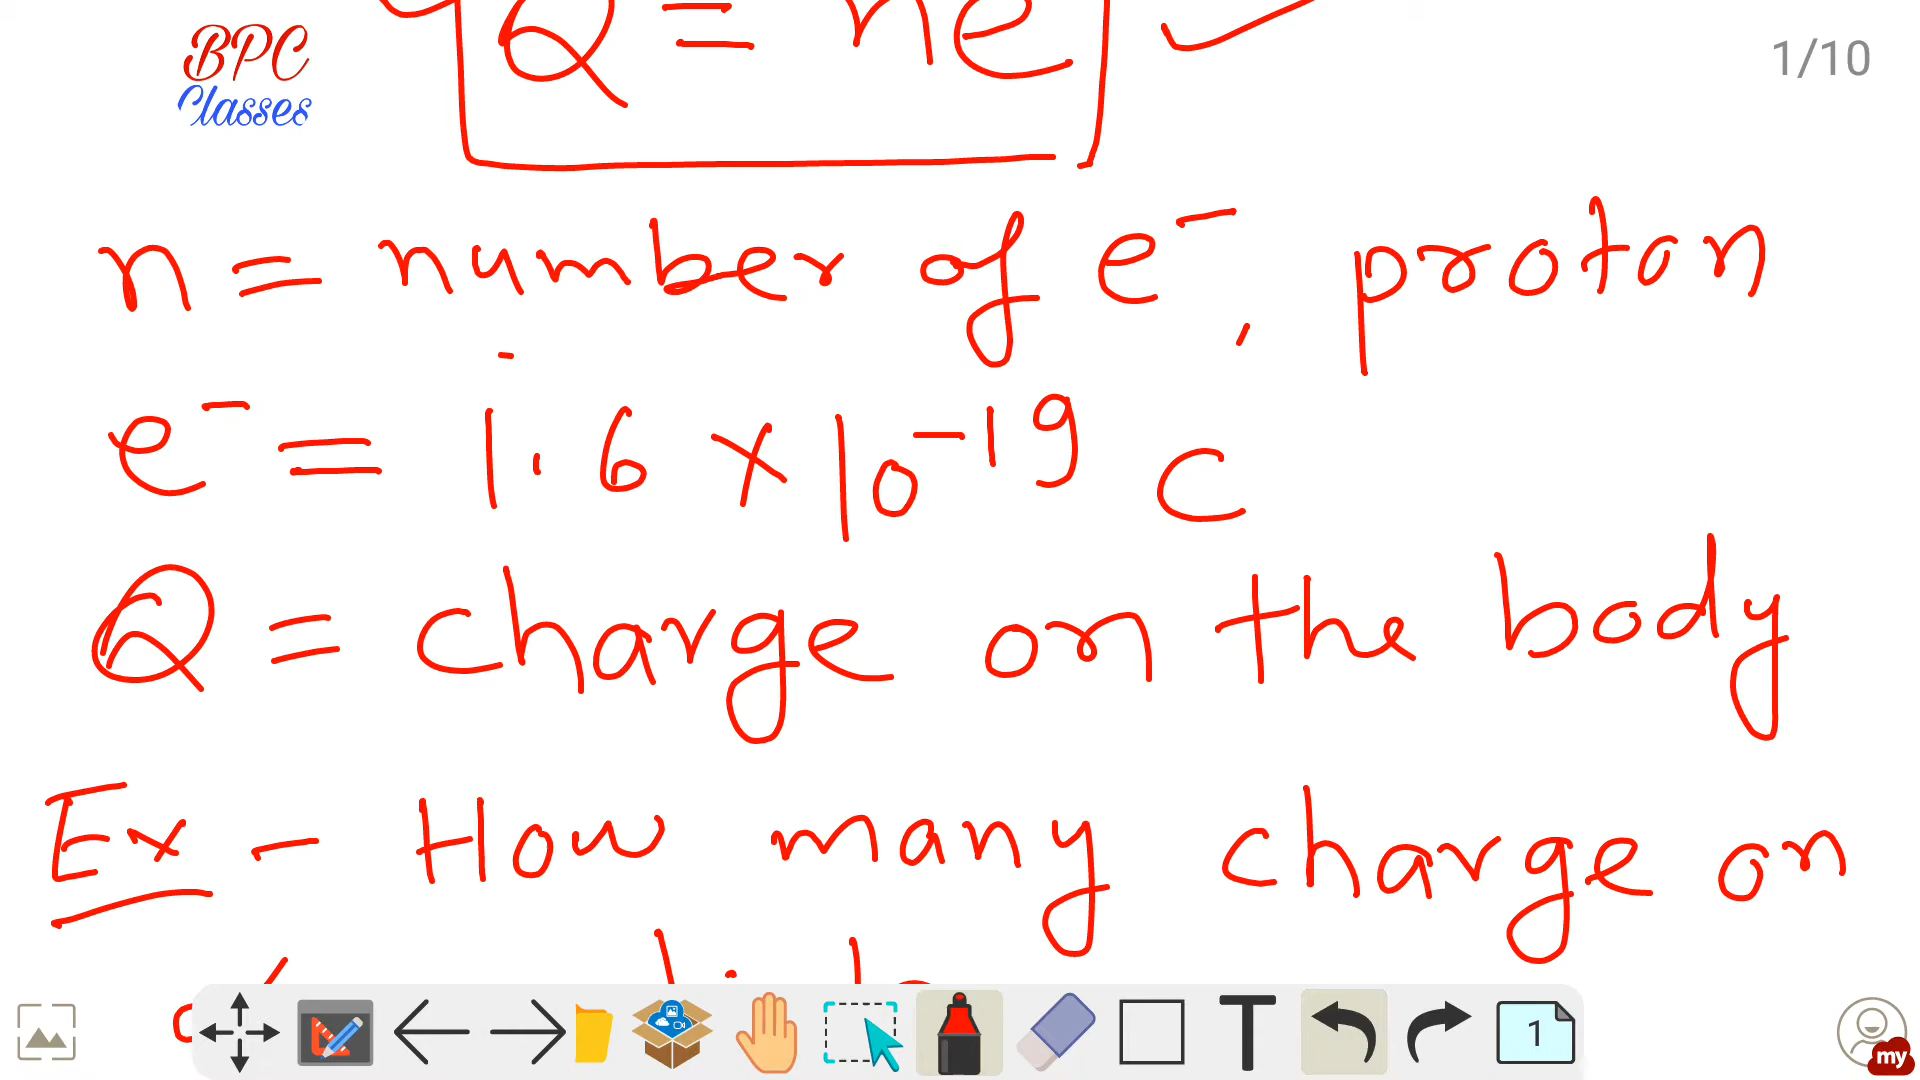 BPC
Classes
1/10
Q = ne
n = number of e⁻, proton
e⁻ = 1.6 × 10⁻¹⁹ C
Q = charge on the body
Ex - How many charge on
T
1
my